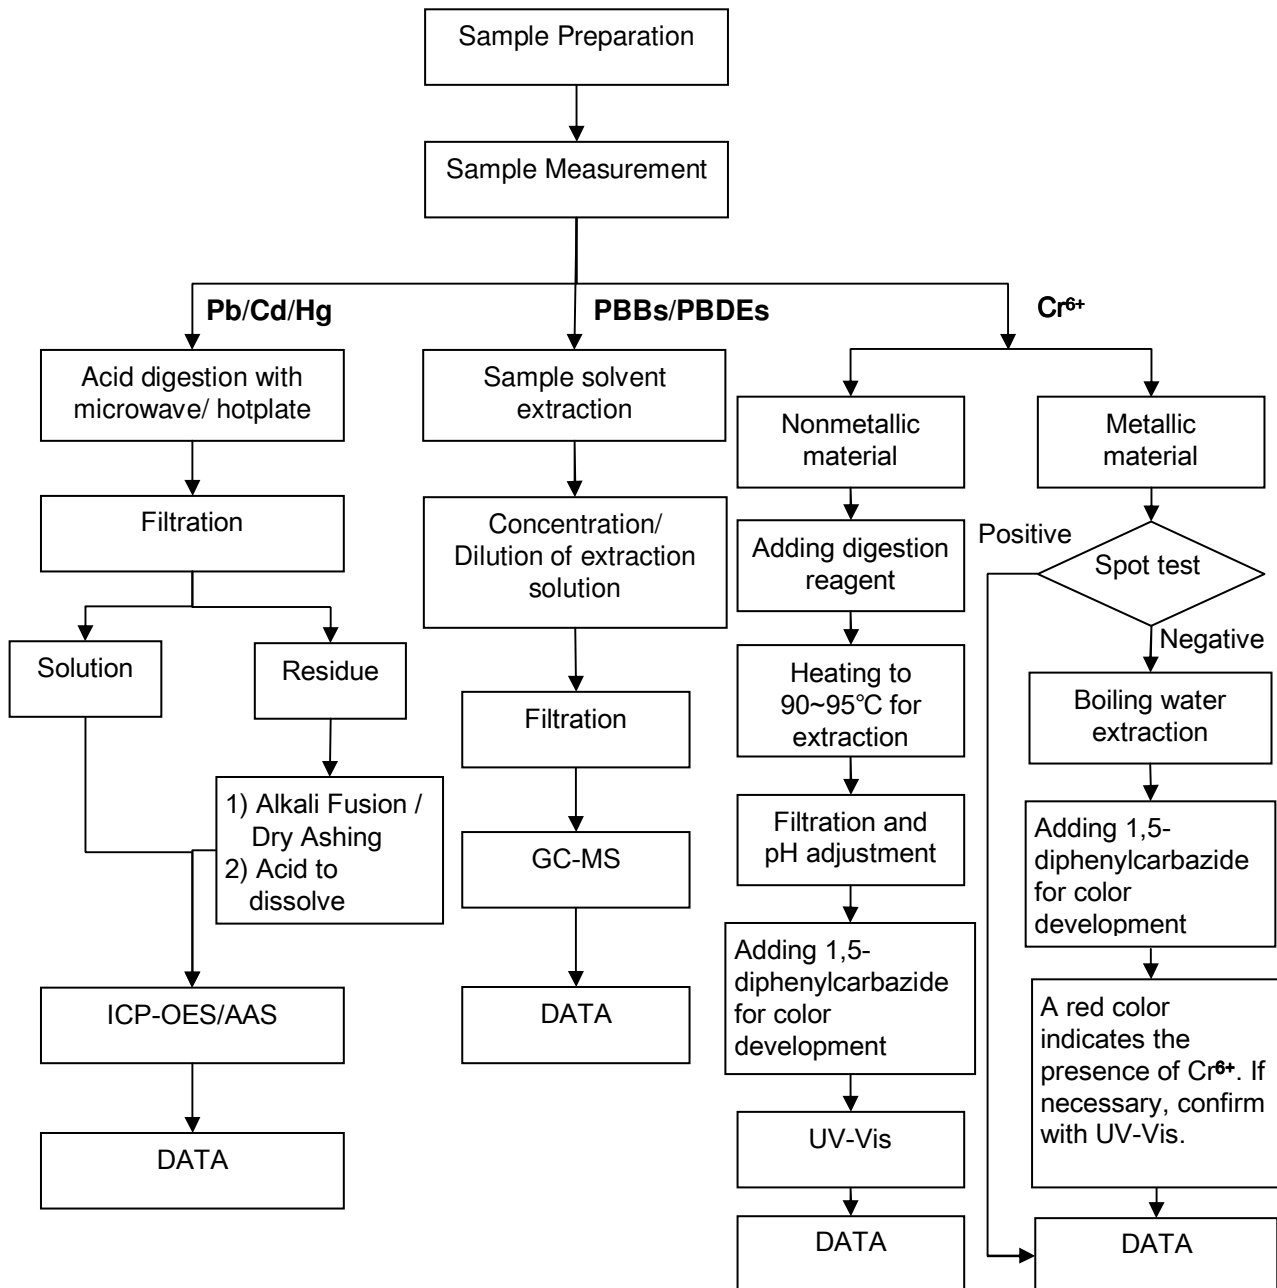 Sample Preparation
Sample Measurement
Pb/Cd/Hg
PBBs/PBDEs
Cr⁶⁺
Acid digestion with
microwave/ hotplate
Filtration
Solution
Residue
1) Alkali Fusion /
Dry Ashing
2) Acid to
dissolve
ICP-OES/AAS
DATA
Sample solvent
extraction
Concentration/
Dilution of extraction
solution
Filtration
GC-MS
DATA
Nonmetallic
material
Adding digestion
reagent
Heating to
90~95℃ for
extraction
Filtration and
pH adjustment
Adding 1,5-
diphenylcarbazide
for color
development
UV-Vis
DATA
Metallic
material
Positive
Spot test
Negative
Boiling water
extraction
Adding 1,5-
diphenylcarbazide
for color
development
A red color
indicates the
presence of Cr⁶⁺. If
necessary, confirm
with UV-Vis.
DATA